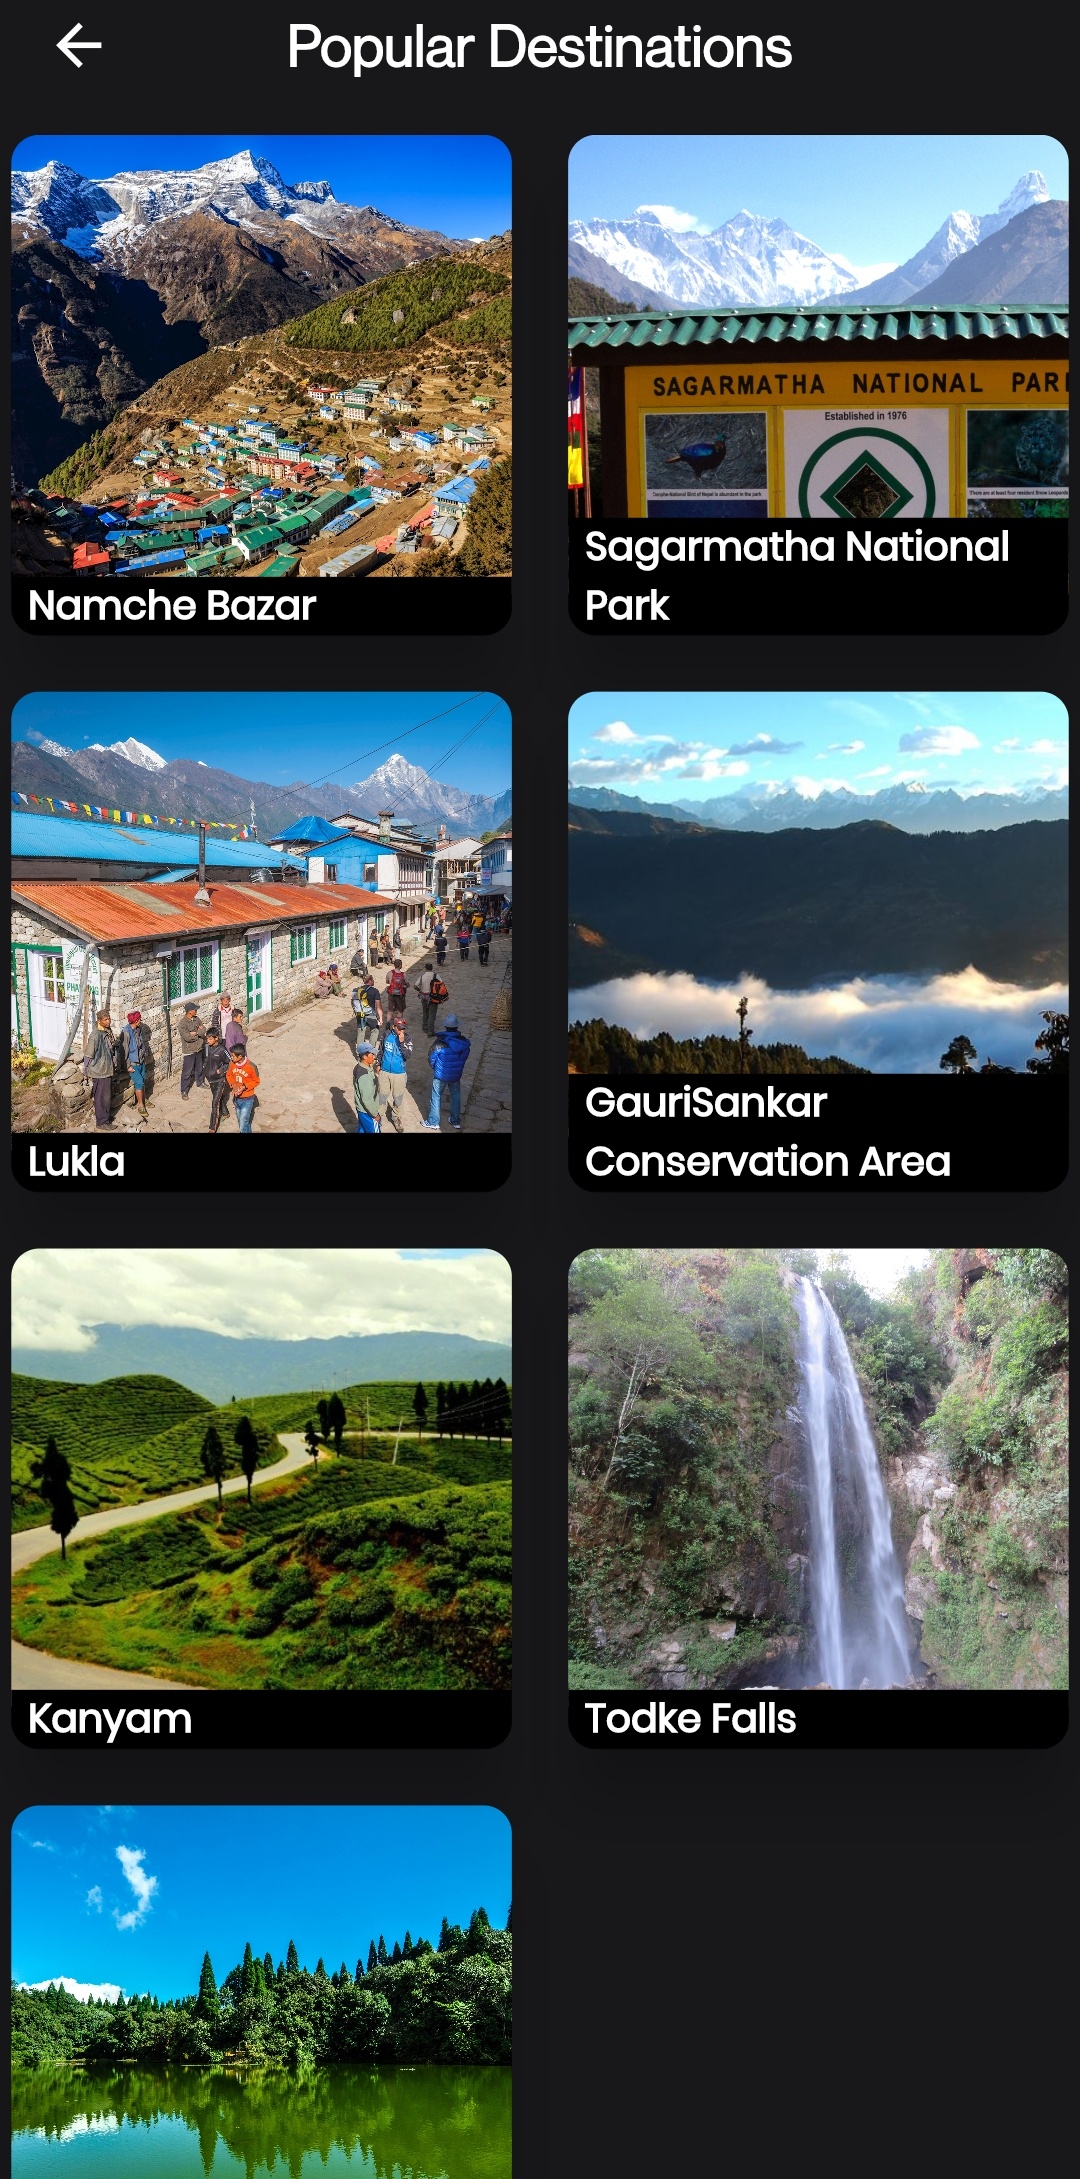 Popular Destinations
SAGARMATHA NATIONAL PAR
Established in 1976
Namche Bazar
Sagarmatha National
Park
Lukla
GauriSankar
Conservation Area
Kanyam
Todke Falls